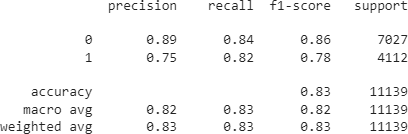 precision recall f1-score support
0 0.89 0.84 0.86 7027
1 0.75 0.82 0.78 4112
accuracy 0.83 11139
macro avg 0.82 0.83 0.82 11139
weighted avg 0.83 0.83 0.83 11139